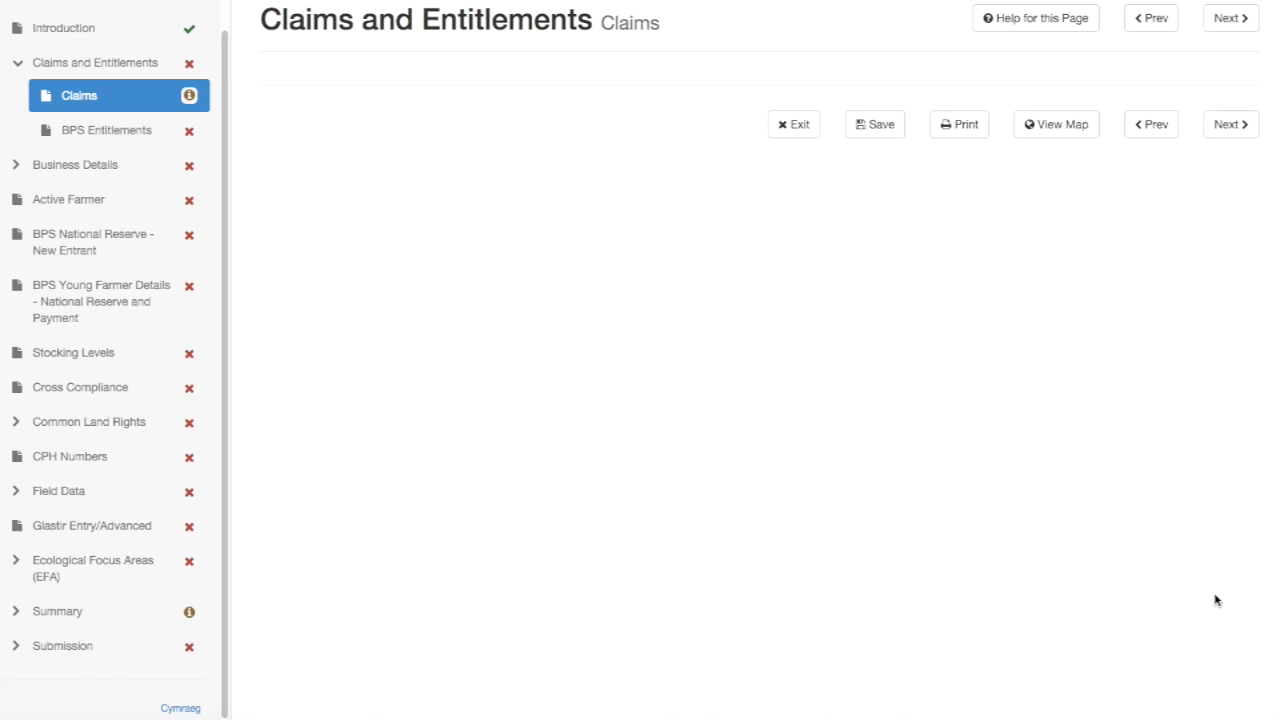 Introduction
Claims and Entitlements
Claims
BPS Entitlements
Business Details
Active Farmer
BPS National Reserve -
New Entrant
BPS Young Farmer Details
- National Reserve and
Payment
Stocking Levels
Cross Compliance
Common Land Rights
CPH Numbers
Field Data
Glastir Entry/Advanced
Ecological Focus Areas
(EFA)
Summary
Submission
Cymraeg
Claims and Entitlements Claims
Help for this Page
Prev
Next
Exit
Save
Print
View Map
Prev
Next